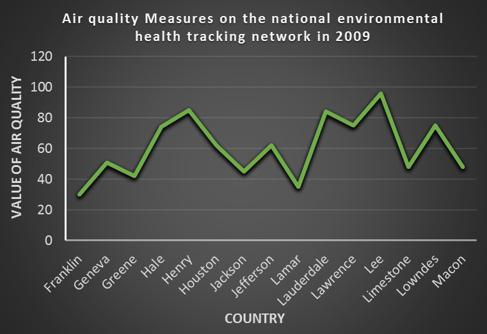 Air quality Measures on the national environmental
health tracking network in 2009
VALUE OF AIR QUALITY
120
100
80
60
40
20
0
Franklin
Geneva
Greene
Hale
Henry
Houston
Jackson
Jefferson
Lamar
Lauderdale
Lawrence
Lee
Limestone
Lowndes
Macon
COUNTRY